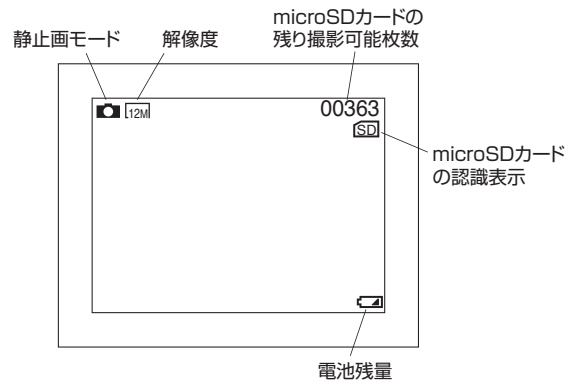 microSDカードの
残り撮影可能枚数
静止画モード
解像度
12M
00363
SD
microSDカード
の認識表示
電池残量